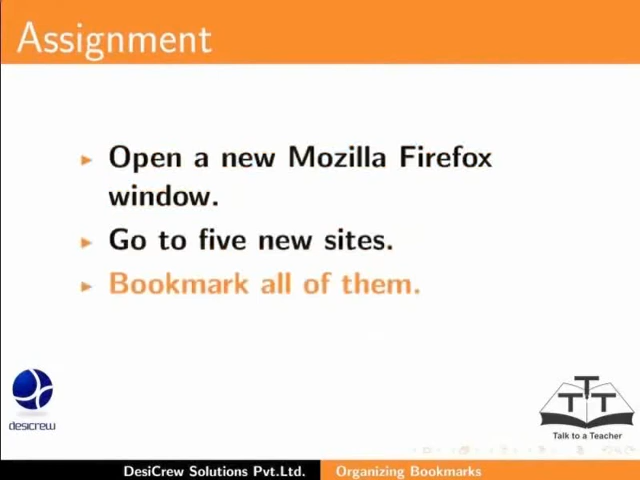 Assignment
Open a new Mozilla Firefox
window.
Go to five new sites.
Bookmark all of them.
desicrew
TTT
Talk to a Teacher
DesiCrew Solutions Pvt.Ltd.
Organizing Bookmarks